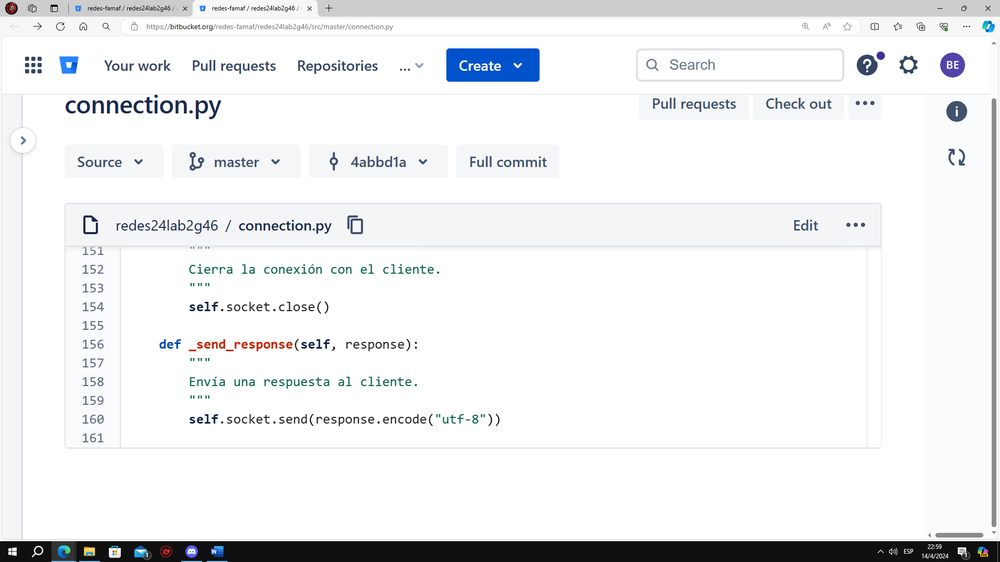 redes-famaf / redes24lab2g46 /
redes-famaf / redes24lab2g46 /
https://bitbucket.org/redes-famaf/redes24lab2g46/src/master/connection.py
Your work
Pull requests
Repositories
...
Create
Search
BE
connection.py
Pull requests
Check out
Source
master
4abbd1a
Full commit
redes24lab2g46 / connection.py
Edit
151 """
152 Cierra la conexión con el cliente.
153 """
154 self.socket.close()
155
156 def _send_response(self, response):
157 """
158 Envía una respuesta al cliente.
159 """
160 self.socket.send(response.encode("utf-8"))
161
1
ESP
22:59
14/4/2024
1